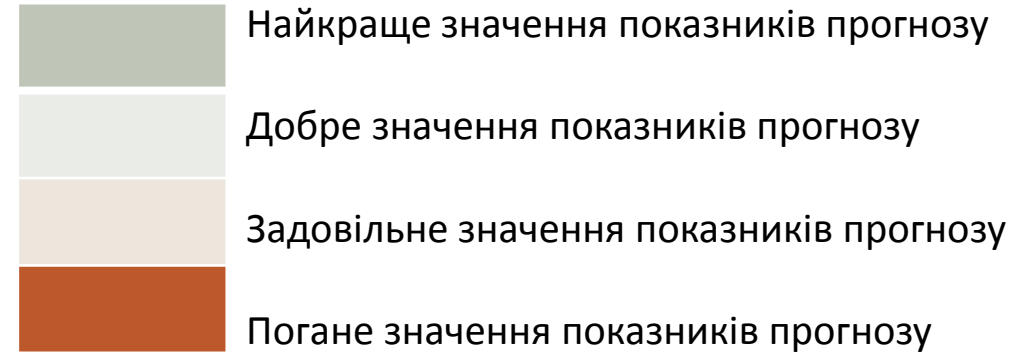 Найкраще значення показників прогнозу
Добре значення показників прогнозу
Задовільне значення показників прогнозу
Погане значення показників прогнозу